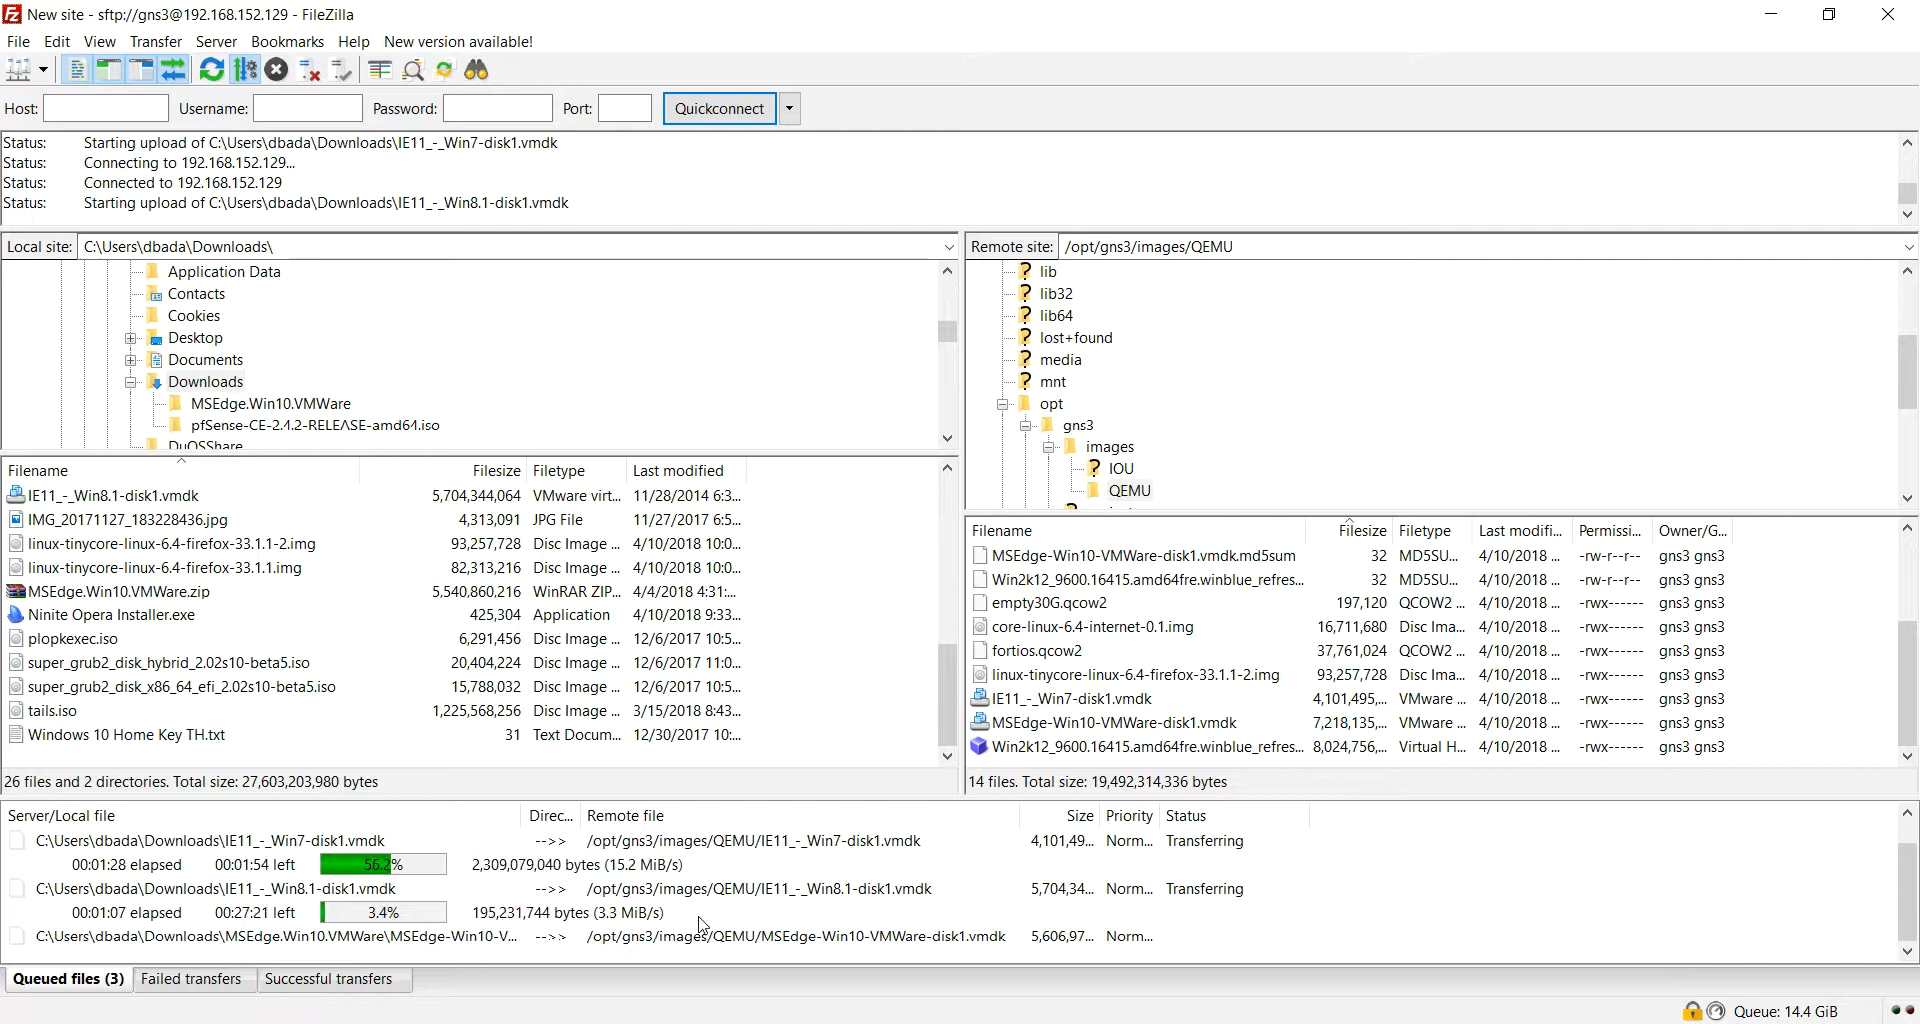 New site - sftp://gns3@192.168.152.129 - FileZilla
File Edit View Transfer Server Bookmarks Help New version available!
Host: Username: Password: Port: Quickconnect
Status: Starting upload of C:\Users\dbada\Downloads\IE11_-_Win7-disk1.vmdk
Status: Connecting to 192.168.152.129...
Status: Connected to 192.168.152.129
Status: Starting upload of C:\Users\dbada\Downloads\IE11_-_Win8.1-disk1.vmdk
Local site: C:\Users\dbada\Downloads\
Application Data
Contacts
Cookies
Desktop
Documents
Downloads
MSEdge.Win10.VMWare
pfSense-CE-2.4.2-RELEASE-amd64.iso
DuOSShare
Filename Filesize Filetype Last modified
IE11_-_Win8.1-disk1.vmdk 5,704,344,064 VMware virt... 11/28/2014 6:3...
IMG_20171127_183228436.jpg 4,313,091 JPG File 11/27/2017 6:5...
linux-tinycore-linux-6.4-firefox-33.1.1-2.img 93,257,728 Disc Image ... 4/10/2018 10:0...
linux-tinycore-linux-6.4-firefox-33.1.1.img 82,313,216 Disc Image ... 4/10/2018 10:0...
MSEdge.Win10.VMWare.zip 5,540,860,216 WinRAR ZIP... 4/4/2018 4:31:...
Ninite Opera Installer.exe 425,304 Application 4/10/2018 9:33...
plopkexec.iso 6,291,456 Disc Image ... 12/6/2017 10:5...
super_grub2_disk_hybrid_2.02s10-beta5.iso 20,404,224 Disc Image ... 12/6/2017 11:0...
super_grub2_disk_x86_64_efi_2.02s10-beta5.iso 15,788,032 Disc Image ... 12/6/2017 10:5...
tails.iso 1,225,568,256 Disc Image ... 3/15/2018 8:43...
Windows 10 Home Key TH.txt 31 Text Docum... 12/30/2017 10:...
26 files and 2 directories. Total size: 27,603,203,980 bytes
Remote site: /opt/gns3/images/QEMU
lib
lib32
lib64
lost+found
media
mnt
opt
gns3
images
IOU
QEMU
Filename Filesize Filetype Last modifi... Permissi... Owner/G...
MSEdge-Win10-VMWare-disk1.vmdk.md5sum 32 MD5SU... 4/10/2018 ... -rw-r--r-- gns3 gns3
Win2k12_9600.16415.amd64fre.winblue_refres... 32 MD5SU... 4/10/2018 ... -rw-r--r-- gns3 gns3
empty30G.qcow2 197,120 QCOW2 ... 4/10/2018 ... -rwx------ gns3 gns3
core-linux-6.4-internet-0.1.img 16,711,680 Disc Ima... 4/10/2018 ... -rwx------ gns3 gns3
fortios.qcow2 37,761,024 QCOW2 ... 4/10/2018 ... -rwx------ gns3 gns3
linux-tinycore-linux-6.4-firefox-33.1.1-2.img 93,257,728 Disc Ima... 4/10/2018 ... -rwx------ gns3 gns3
IE11_-_Win7-disk1.vmdk 4,101,495,... VMware ... 4/10/2018 ... -rwx------ gns3 gns3
MSEdge-Win10-VMWare-disk1.vmdk 7,218,135,... VMware ... 4/10/2018 ... -rwx------ gns3 gns3
Win2k12_9600.16415.amd64fre.winblue_refres... 8,024,756,... Virtual H... 4/10/2018 ... -rwx------ gns3 gns3
14 files. Total size: 19,492,314,336 bytes
Server/Local file Direc... Remote file Size Priority Status
C:\Users\dbada\Downloads\IE11_-_Win7-disk1.vmdk -->> /opt/gns3/images/QEMU/IE11_-_Win7-disk1.vmdk 4,101,49... Norm... Transferring
00:01:28 elapsed 00:01:54 left 56.2% 2,309,079,040 bytes (15.2 MiB/s)
C:\Users\dbada\Downloads\IE11_-_Win8.1-disk1.vmdk -->> /opt/gns3/images/QEMU/IE11_-_Win8.1-disk1.vmdk 5,704,34... Norm... Transferring
00:01:07 elapsed 00:27:21 left 3.4% 195,231,744 bytes (3.3 MiB/s)
C:\Users\dbada\Downloads\MSEdge.Win10.VMWare\MSEdge-Win10-V... -->> /opt/gns3/images/QEMU/MSEdge-Win10-VMWare-disk1.vmdk 5,606,97... Norm...
Queued files (3) Failed transfers Successful transfers
Queue: 14.4 GiB